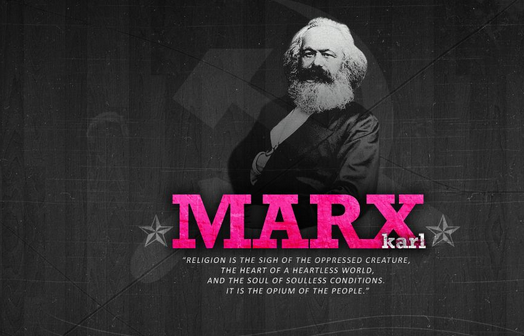 MARX
karl
"RELIGION IS THE SIGH OF THE OPPRESSED CREATURE,
THE HEART OF A HEARTLESS WORLD,
AND THE SOUL OF SOULLESS CONDITIONS.
IT IS THE OPIUM OF THE PEOPLE."